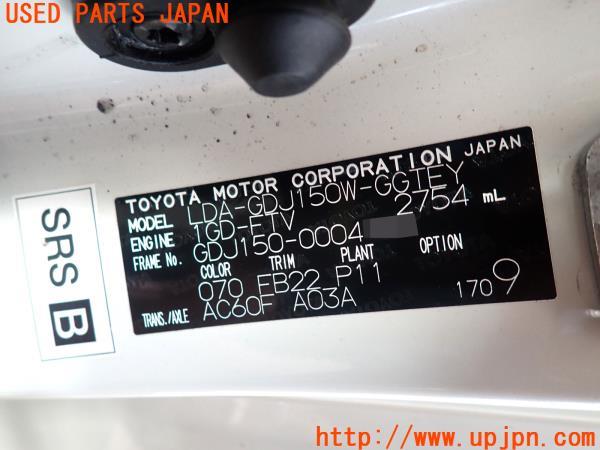 USED PARTS JAPAN
TOYOTA MOTOR CORPORATION JAPAN
MODEL LDA-GDJ150W-GGTEY
ENGINE 1GD-FTV 2754 mL
FRAME No. GDJ150-0004
COLOR TRIM PLANT OPTION
070 FB22 P11
TRANS./AXLE AC60F A03A 1709
SRS B
UPJ http://www.upjpn.com